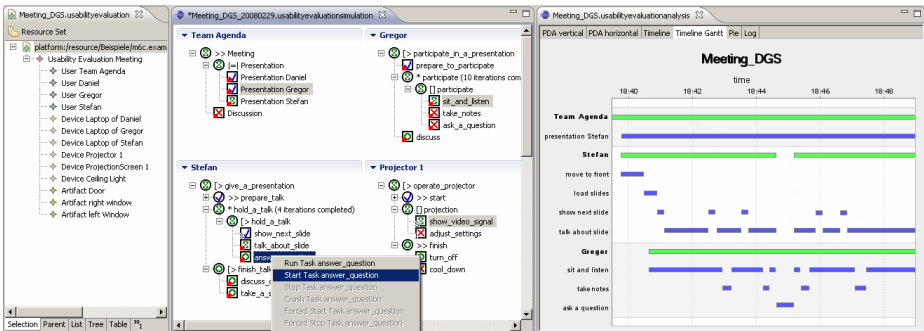 Meeting_DGS.usabilityevaluation
Resource Set
platform:/resource/Beispiele/m6c.exam
Usability Evaluation Meeting
User Team Agenda
User Daniel
User Gregor
User Stefan
Device Laptop of Daniel
Device Laptop of Gregor
Device Laptop of Stefan
Device Projector 1
Device ProjectionScreen 1
Device Ceiling Light
Artifact Door
Artifact right window
Artifact left Window
Selection Parent List Tree Table »1
*Meeting_DGS_20080229.usabilityevaluationsimulation
Team Agenda
>> Meeting
|=| Presentation
Presentation Daniel
Presentation Gregor
Presentation Stefan
Discussion
Gregor
[> participate_in_a_presentation
prepare_to_participate
* participate (10 iterations com
[] participate
sit_and_listen
take_notes
ask_a_question
discuss
Stefan
[> give_a_presentation
>> prepare_talk
* hold_a_talk (4 iterations completed)
[> hold_a_talk
show_next_slide
talk_about_slide
[> finish_talk
Run Task answer_question
Start Task answer_question
Stop Task answer_question
Crash Task answer_question
Forced Start Task answer_question
Forced Stop Task answer_question
Projector 1
[> operate_projector
>> start
[] projection
show_video_signal
adjust_settings
>> finish
turn_off
cool_down
Meeting_DGS.usabilityevaluationanalysis
PDA vertical PDA horizontal Timeline Timeline Gantt Pie Log
Meeting_DGS
time
18:40 18:42 18:44 18:46 18:48
Team Agenda
presentation Stefan
Stefan
move to front
load slides
show next slide
talk about slide
Gregor
sit and listen
take notes
ask a question